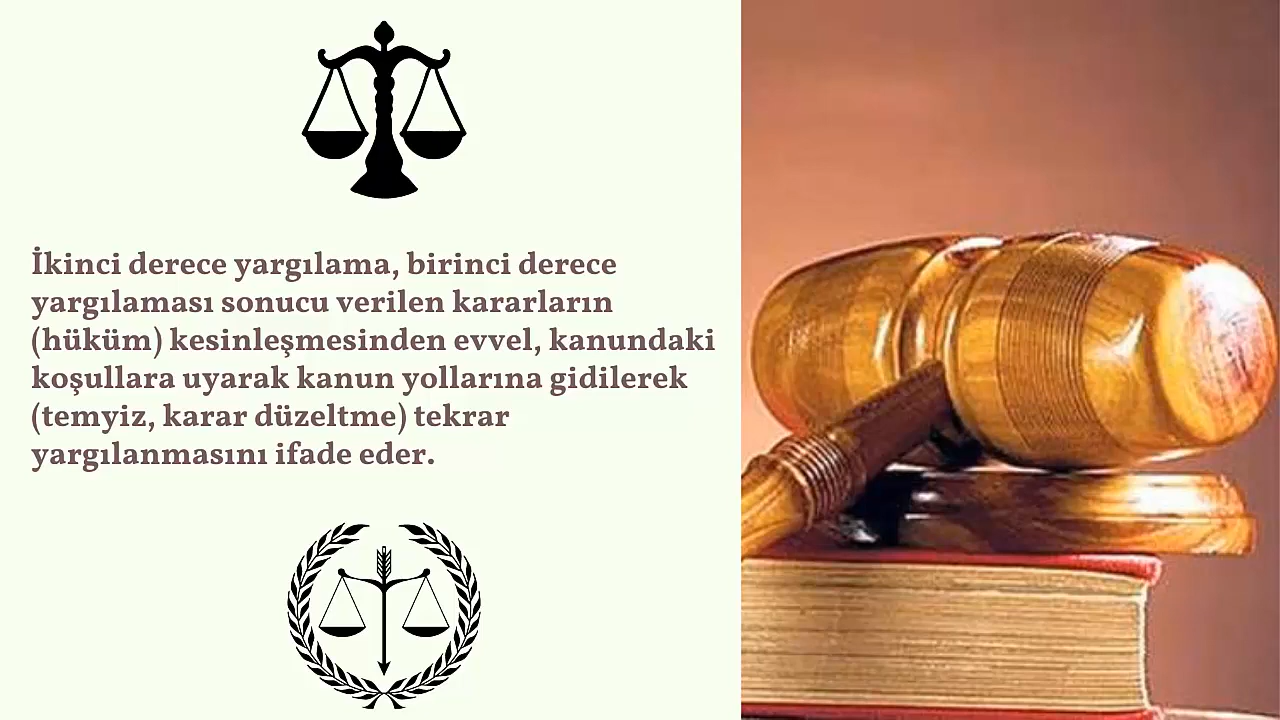 İkinci derece yargılama, birinci derece
yargılaması sonucu verilen kararların
(hüküm) kesinleşmesinden evvel, kanundaki
koşullara uyarak kanun yollarına gidilerek
(temyiz, karar düzeltme) tekrar
yargılanmasını ifade eder.